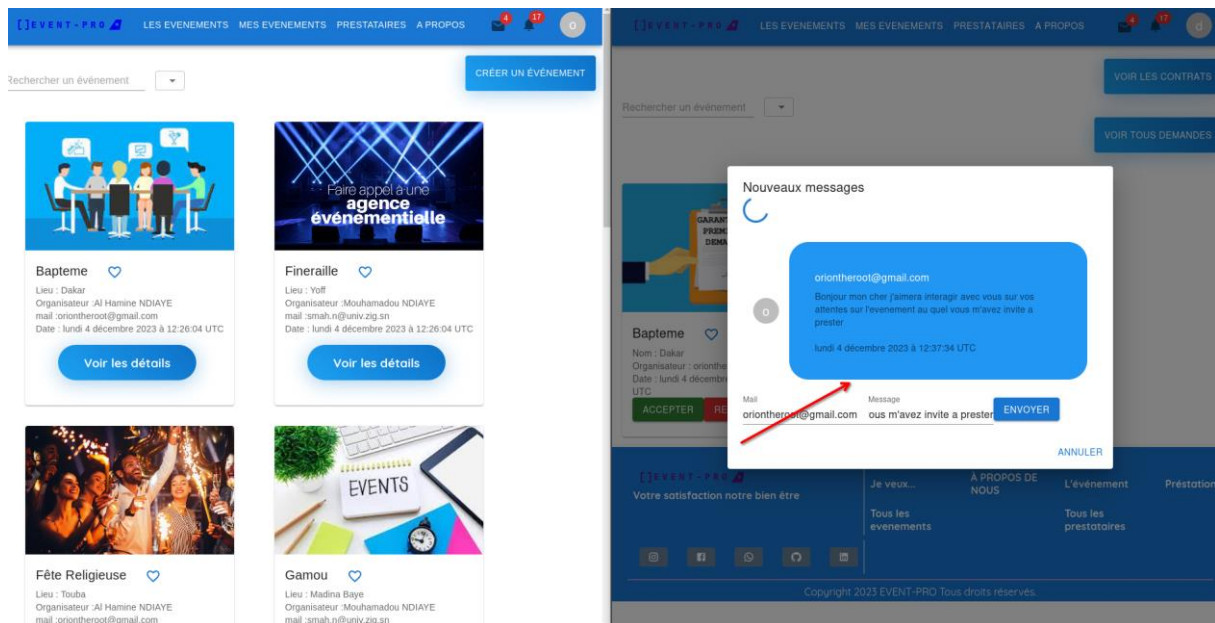 []EVENT-PRO LES EVENEMENTS MES EVENEMENTS PRESTATAIRES A PROPOS 4 17 o
Rechercher un événement
CRÉER UN ÉVÉNEMENT
Faire appel à une
agence
événementielle
Bapteme
Lieu : Dakar
Organisateur :Al Hamine NDIAYE
mail :oriontheroot@gmail.com
Date : lundi 4 décembre 2023 à 12:26:04 UTC
Voir les détails
Fineraille
Lieu : Yoff
Organisateur :Mouhamadou NDIAYE
mail :smah.n@univ.zig.sn
Date : lundi 4 décembre 2023 à 12:26:04 UTC
Voir les détails
EVENTS
Fête Religieuse
Lieu : Touba
Organisateur :Al Hamine NDIAYE
mail :oriontheroot@gmail.com
Gamou
Lieu : Madina Baye
Organisateur :Mouhamadou NDIAYE
mail :smah.n@univ.zig.sn
[]EVENT-PRO LES EVENEMENTS MES EVENEMENTS PRESTATAIRES A PROPOS 4 17 d
VOIR LES CONTRATS
Rechercher un événement
VOIR TOUS DEMANDES
GARANT
PREM
DEMA
Bapteme
Nom : Dakar
Organisateur : orionthe
Date : lundi 4 décembre
UTC
ACCEPTER RE
Nouveaux messages
oriontheroot@gmail.com
o
Bonjour mon cher j'aimera interagir avec vous sur vos
attentes sur l'evenement au quel vous m'avez invite a
prester
lundi 4 décembre 2023 à 12:37:34 UTC
Mail
oriontheroot@gmail.com
Message
ous m'avez invite a prester
ENVOYER
ANNULER
[]EVENT-PRO
Votre satisfaction notre bien être
Je veux...
Tous les
evenements
À PROPOS DE
NOUS
L'événement
Tous les
prestataires
Préstation
Copyright 2023 EVENT-PRO Tous droits réservés.